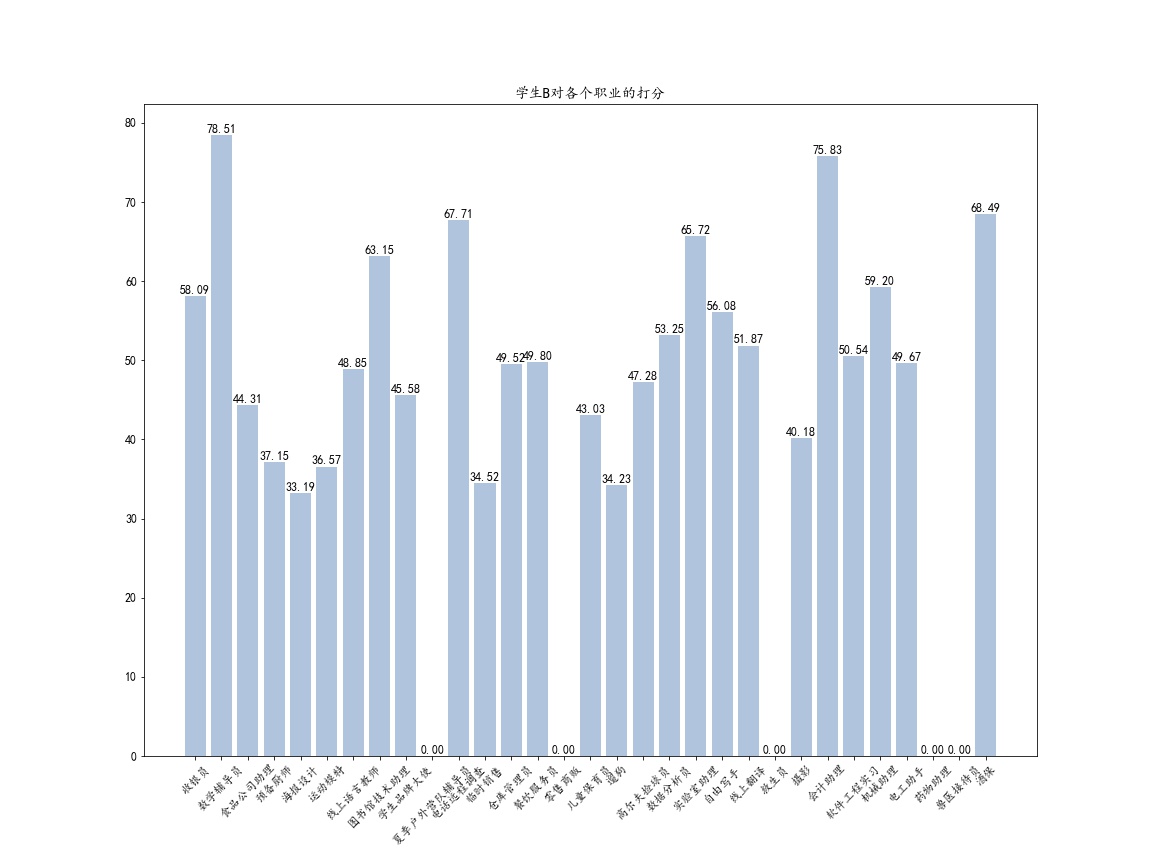 学生B对各个职业的打分
80
70
60
50
40
30
20
10
0
58.09
78.51
44.31
37.15
33.19
36.57
48.85
63.15
45.58
0.00
67.71
34.52
49.52
49.80
0.00
43.03
34.23
47.28
53.25
65.72
56.08
51.87
0.00
40.18
75.83
50.54
59.20
49.67
0.00
0.00
68.49
收银员
数学辅导员
食品公司助理
预备厨师
海报设计
运动模特
线上语言教师
图书馆技术助理
学生品牌大使
夏季户外营队辅导员
电话远程调查
临时销售
仓库管理员
餐饮服务员
零售商贩
儿童保育员
遛狗
高尔夫捡球员
数据分析员
实验室助理
自由写手
线上翻译
救生员
摄影
会计助理
软件工程实习
机械助理
电工助手
药物助理
兽医接待员
酒保